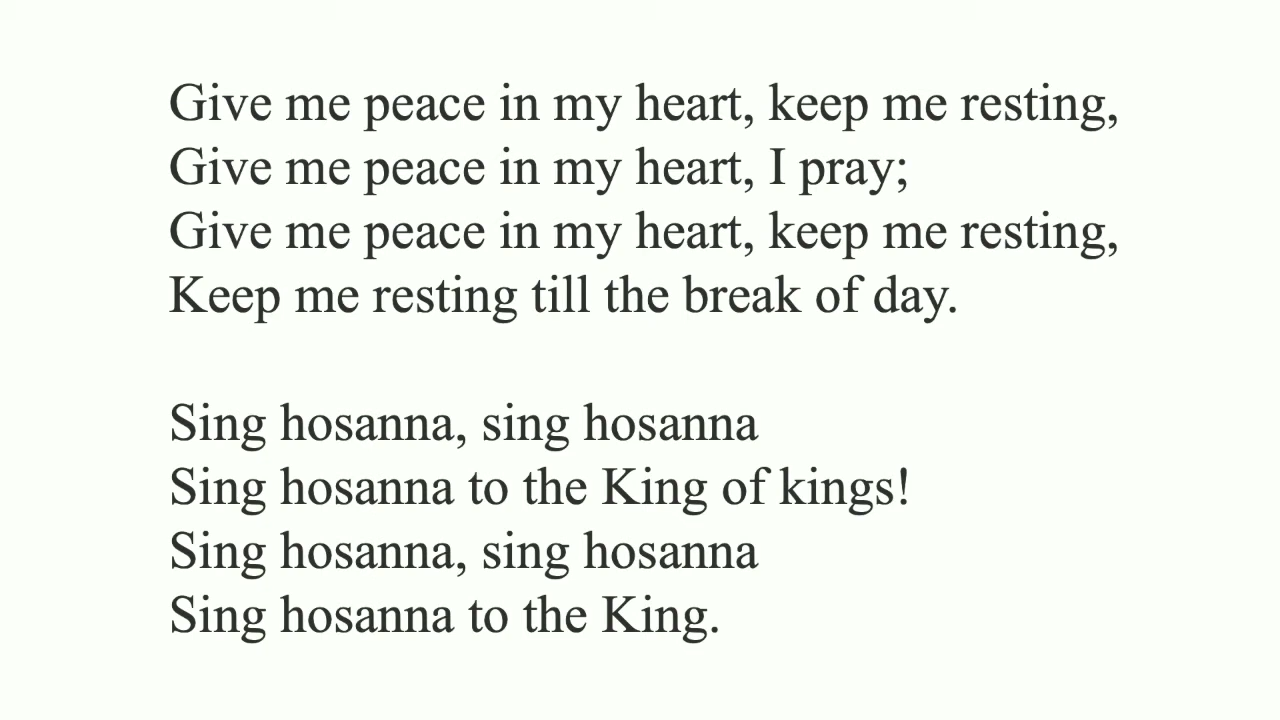 Give me peace in my heart, keep me resting,
Give me peace in my heart, I pray;
Give me peace in my heart, keep me resting,
Keep me resting till the break of day.

Sing hosanna, sing hosanna
Sing hosanna to the King of kings!
Sing hosanna, sing hosanna
Sing hosanna to the King.